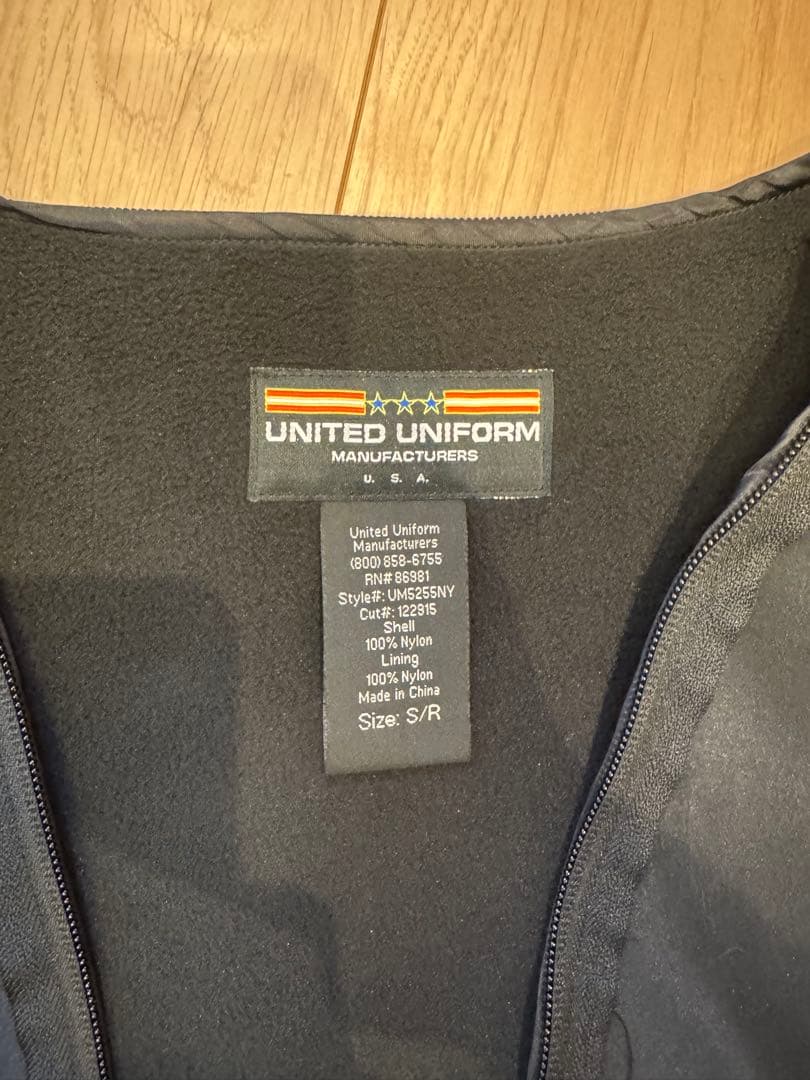 UNITED UNIFORM
MANUFACTURERS
U. S. A.
United Uniform
Manufacturers
(800) 858-6755
RN# 86981
Style#: UM5255NY
Cut#: 122915
Shell
100% Nylon
Lining
100% Nylon
Made in China
Size: S/R